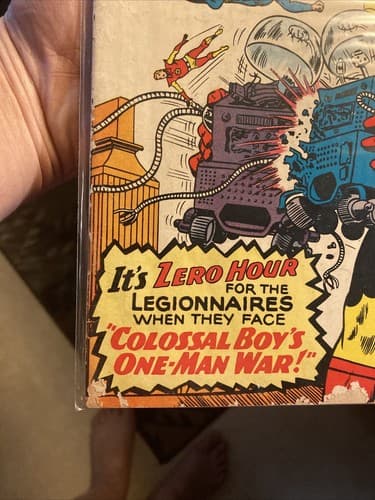 It's ZERO HOUR
FOR THE
LEGIONNAIRES
WHEN THEY FACE
"COLOSSAL BOY'S
ONE-MAN WAR!"